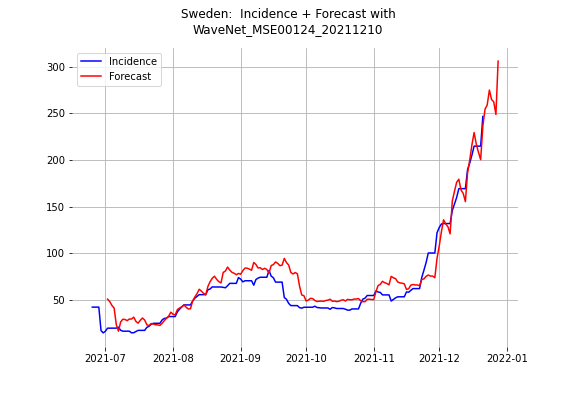 Sweden:  Incidence + Forecast with
WaveNet_MSE00124_20211210
Incidence
Forecast
300
250
200
150
100
50
2021-07 2021-08 2021-09 2021-10 2021-11 2021-12 2022-01